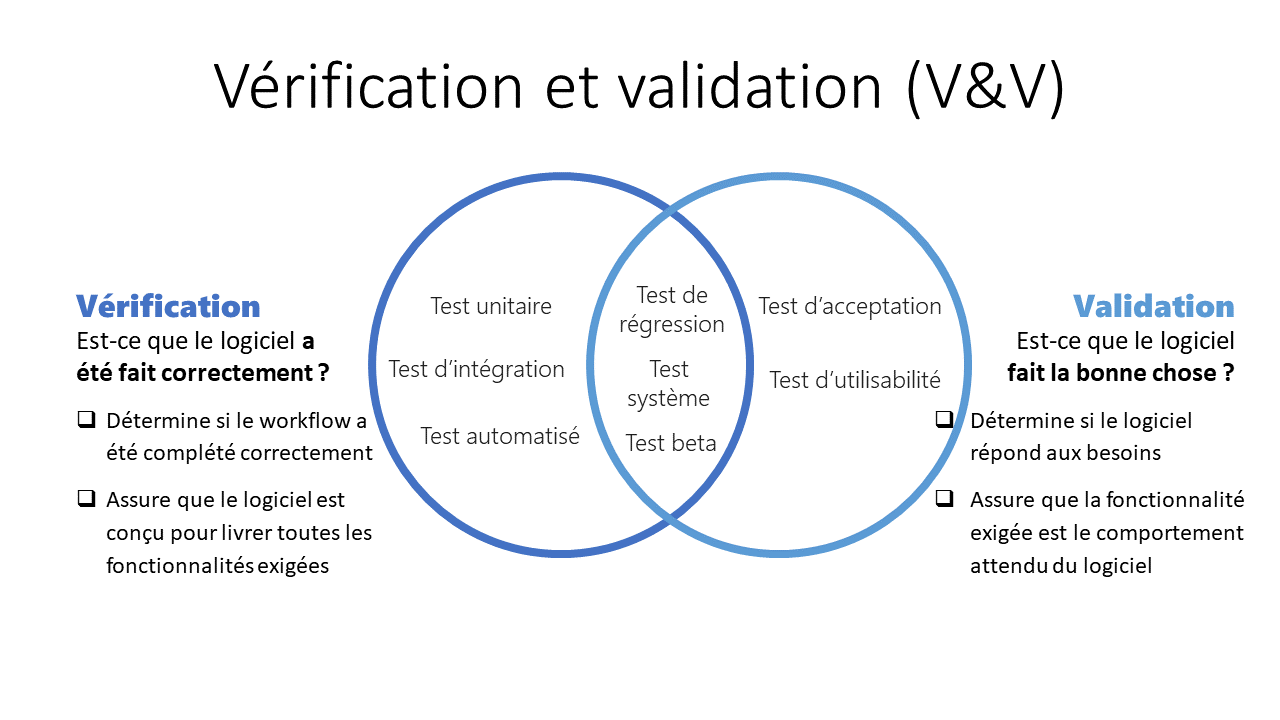 Vérification et validation (V&V)
Vérification
Est-ce que le logiciel a
été fait correctement ?
❑ Détermine si le workflow a
été complété correctement
❑ Assure que le logiciel est
conçu pour livrer toutes les
fonctionnalités exigées
Test unitaire
Test d’intégration
Test automatisé
Test de
régression
Test
système
Test beta
Test d’acceptation
Test d’utilisabilité
Validation
Est-ce que le logiciel
fait la bonne chose ?
❑ Détermine si le logiciel
répond aux besoins
❑ Assure que la fonctionnalité
exigée est le comportement
attendu du logiciel